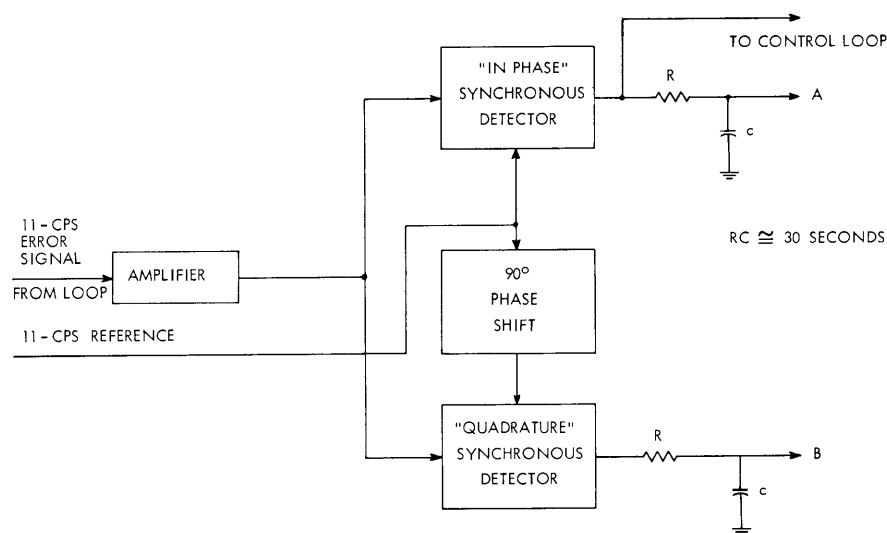 TO CONTROL LOOP
"IN PHASE"
SYNCHRONOUS
DETECTOR
R
A
c
11-CPS
ERROR
SIGNAL
FROM LOOP
AMPLIFIER
RC ≅ 30 SECONDS
90°
PHASE
SHIFT
11-CPS REFERENCE
"QUADRATURE"
SYNCHRONOUS
DETECTOR
R
B
c